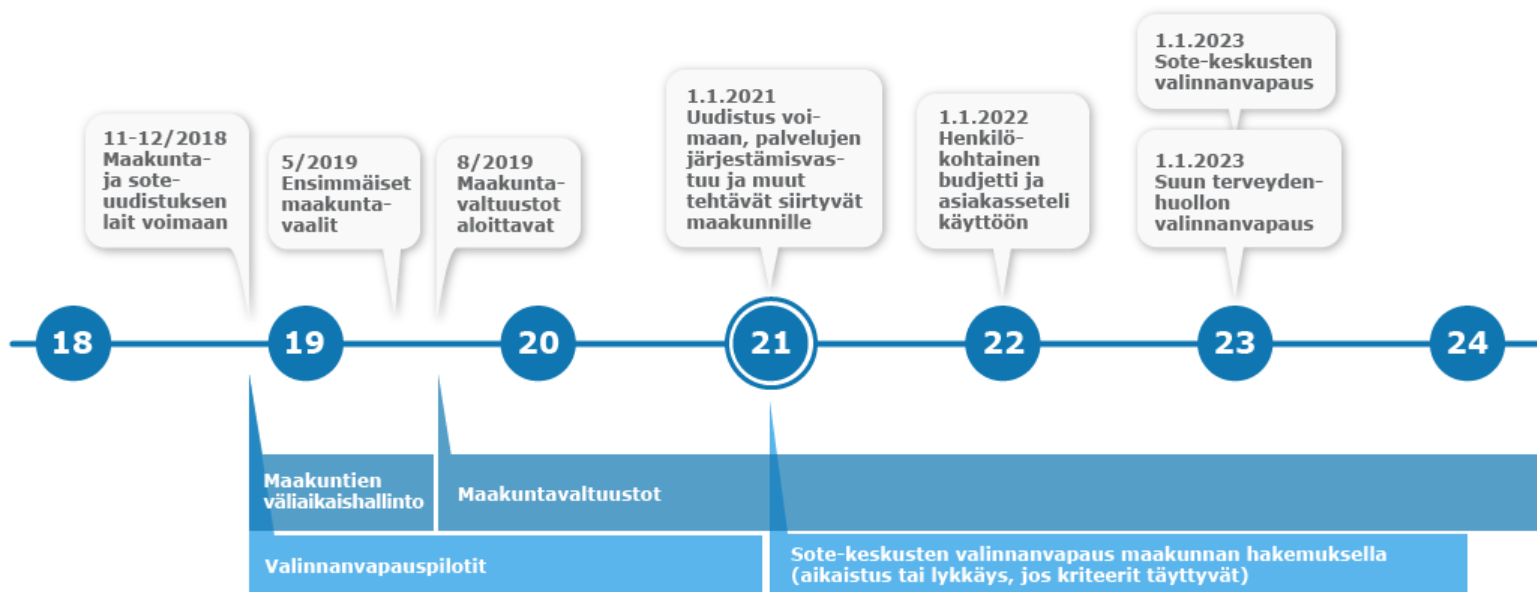 11-12/2018
Maakunta-
ja sote-
uudistuksen
lait voimaan
5/2019
Ensimmäiset
maakunta-
vaalit
8/2019
Maakunta-
valtuustot
aloittavat
1.1.2021
Uudistus voi-
maan, palvelujen
järjestämisvas-
tuu ja muut
tehtävät siirtyvät
maakunnille
1.1.2022
Henkilö-
kohtainen
budjetti ja
asiakasseteli
käyttöön
1.1.2023
Sote-keskusten
valinnanvapaus
1.1.2023
Suun terveyden-
huollon
valinnanvapaus
18
19
20
21
22
23
24
Maakuntien
väliaikaishallinto
Maakuntavaltuustot
Valinnanvapauspilotit
Sote-keskusten valinnanvapaus maakunnan hakemuksella
(aikaistus tai lykkäys, jos kriteerit täyttyvät)